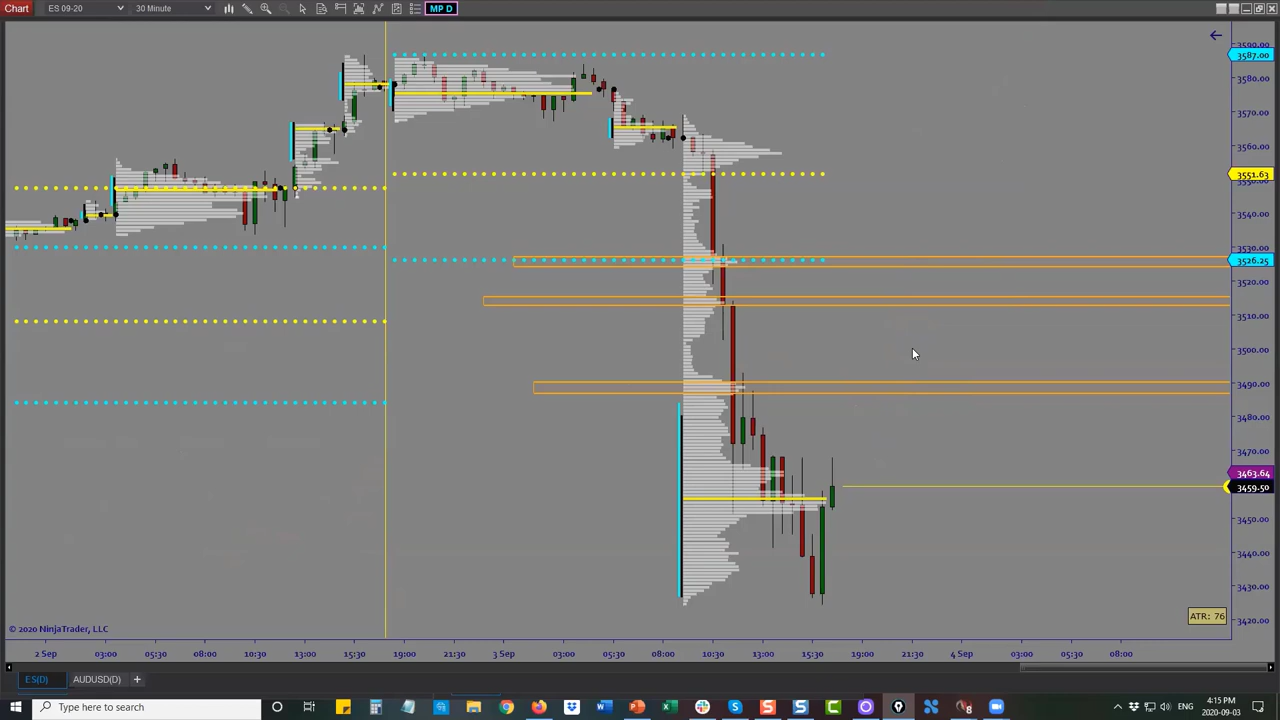 Chart ES 09-20 30 Minute MP D
3590.00
3587.00
3580.00
3570.00
3560.00
3551.63
3550.00
3540.00
3530.00
3526.25
3520.00
3510.00
3500.00
3490.00
3480.00
3470.00
3463.64
3459.50
3450.00
3440.00
3430.00
3420.00
ATR: 76
© 2020 NinjaTrader, LLC
2 Sep 03:00 05:30 08:00 10:30 13:00 15:30 19:00 21:30 3 Sep 03:00 05:30 08:00 10:30 13:00 15:30 19:00 21:30 4 Sep 03:00 05:30 08:00
ES(D) AUDUSD(D) +
Type here to search
ENG
4:15 PM
2020-09-03